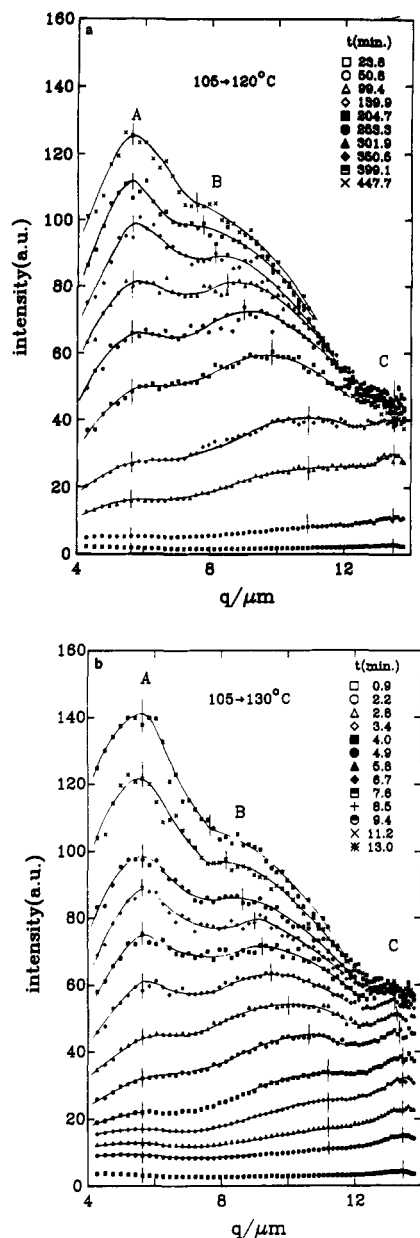 a
160
140
120
100
80
60
40
20
0
intensity(a.u.)
105→120°C
A
B
C
t(min.)
23.8
50.8
99.4
139.9
204.7
253.3
301.9
350.5
399.1
447.7
4
8
12
q/μm
b
160
140
120
100
80
60
40
20
0
intensity(a.u.)
105→130°C
A
B
C
t(min.)
0.9
2.2
2.8
3.4
4.0
4.9
5.8
6.7
7.6
8.5
9.4
11.2
13.0
4
8
12
q/μm